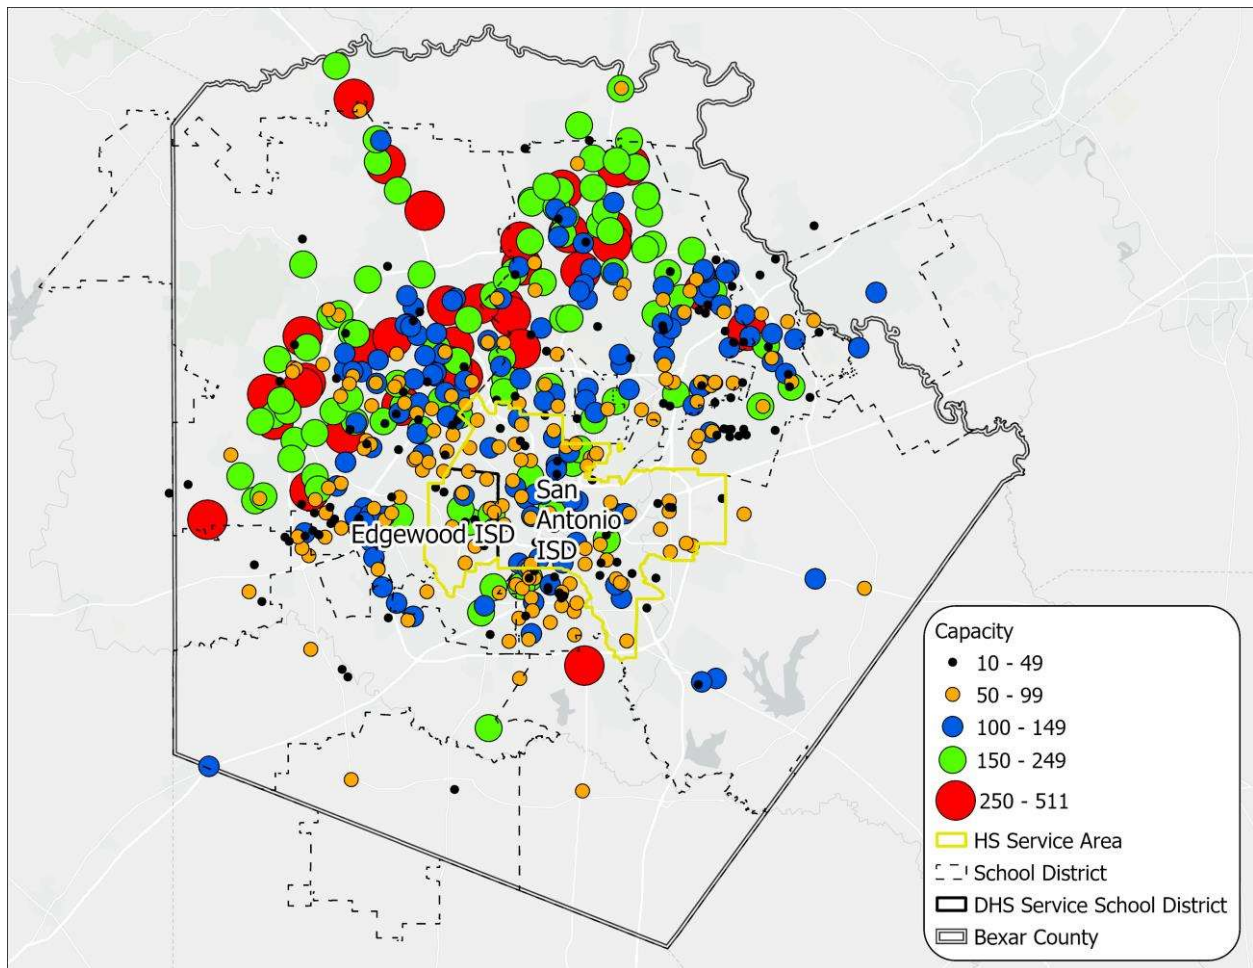 San
Antonio
ISD
Edgewood ISD
Capacity
10 - 49
50 - 99
100 - 149
150 - 249
250 - 511
HS Service Area
School District
DHS Service School District
Bexar County